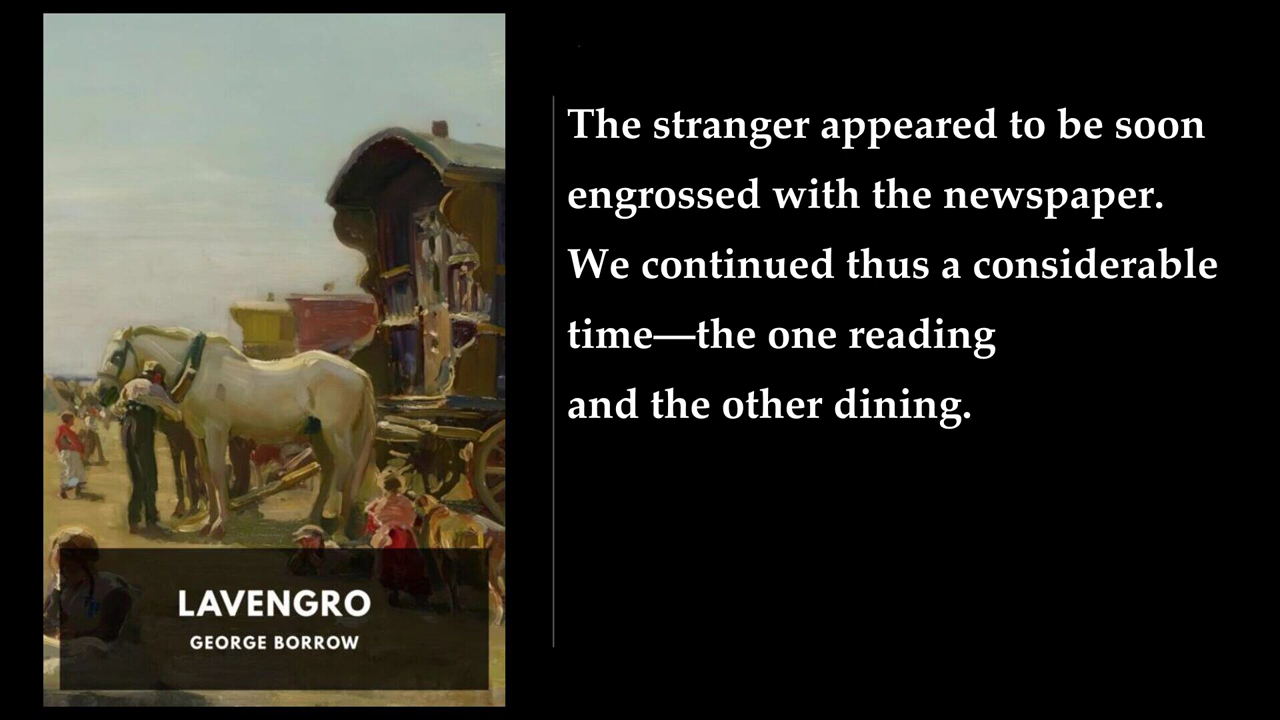 The stranger appeared to be soon
engrossed with the newspaper.
We continued thus a considerable
time—the one reading
and the other dining.
LAVENGRO
GEORGE BORROW